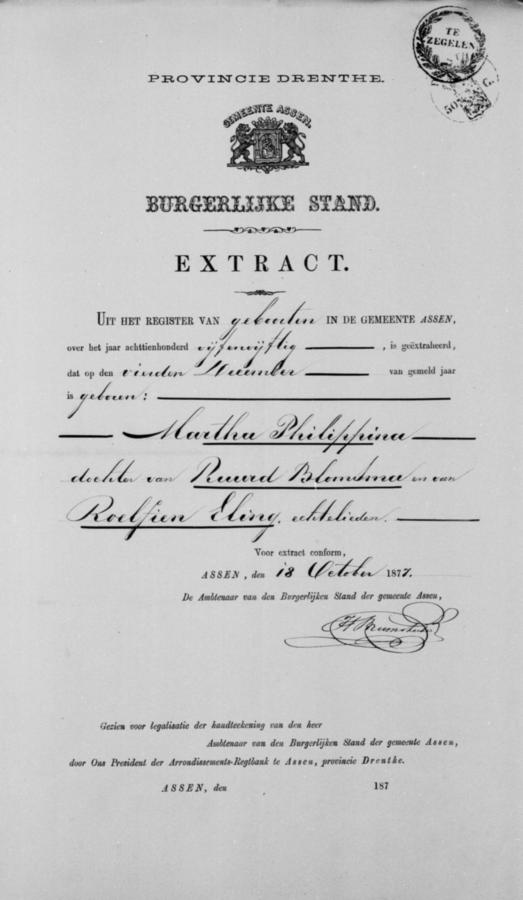 TE
ZEGELEN
PROVINCIE DRENTHE.
GEMEENTE ASSEN.
BURGERLIJKE STAND.
EXTRACT.
UIT HET REGISTER VAN geboorten IN DE GEMEENTE ASSEN,
over het jaar achttienhonderd vijfenvijftig, is geëxtraheerd,
dat op den vierden December van gemeld jaar
is geboren:
Martha Philippina
dochter van Ruurd Blomsma en van
Roelfien Eling, echtelieden.
Voor extract conform,
ASSEN, den 18 October 1877.
De Ambtenaar van den Burgerlijken Stand der gemeente Assen,
Gezien voor legalisatie der handteekening van den heer
Ambtenaar van den Burgerlijken Stand der gemeente Assen,
door Ons President der Arrondissements-Regtbank te Assen, provincie Drenthe.
ASSEN, den 187